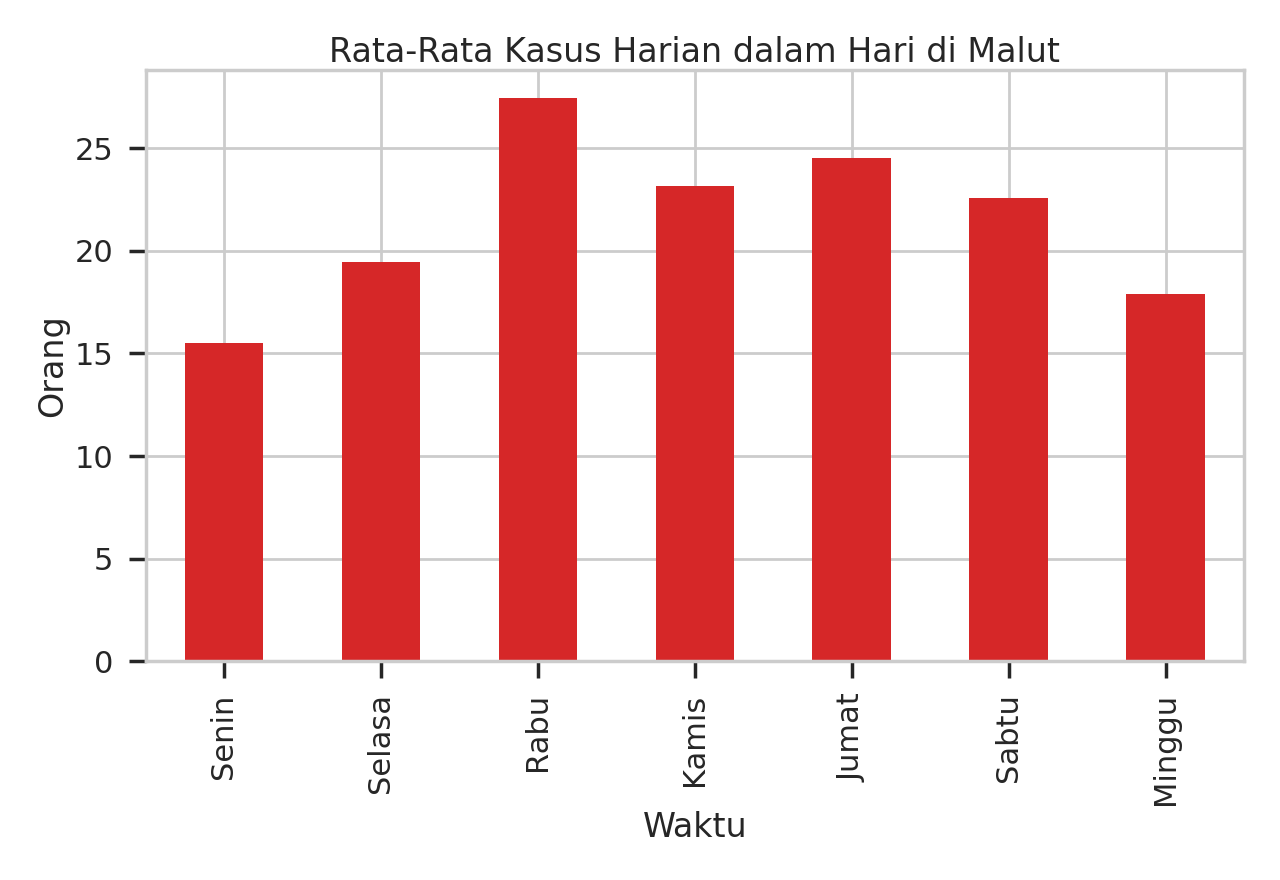 Rata-Rata Kasus Harian dalam Hari di Malut
Orang
25
20
15
10
5
0
Senin
Selasa
Rabu
Kamis
Jumat
Sabtu
Minggu
Waktu